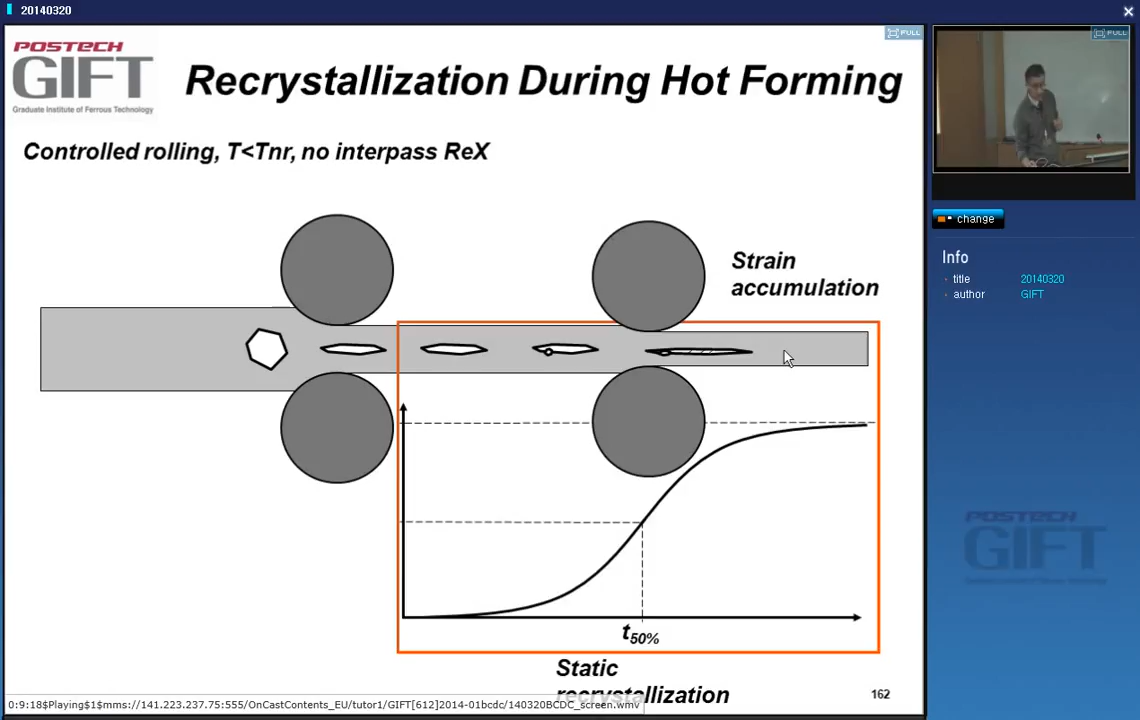 20140320
POSTECH
GIFT
Graduate Institute of Ferrous Technology
FULL
Recrystallization During Hot Forming
Controlled rolling, T<Tnr, no interpass ReX
Strain
accumulation
t50%
Static
recrystallization
162
0:9:18$Playing$1$mms://141.223.237.75:555/OnCastContents_EU/tutor1/GIFT[612]2014-01bcdc/140320BCDC_screen.wmv
FULL
change
Info
title 20140320
author GIFT
POSTECH
GIFT